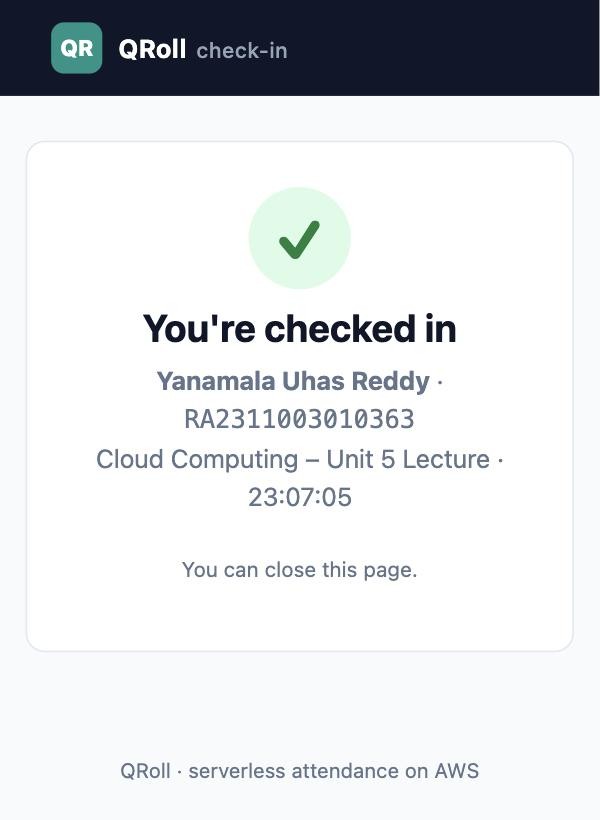 QR QRoll check-in
You're checked in
Yanamala Uhas Reddy ·
RA2311003010363
Cloud Computing – Unit 5 Lecture ·
23:07:05
You can close this page.
QRoll · serverless attendance on AWS